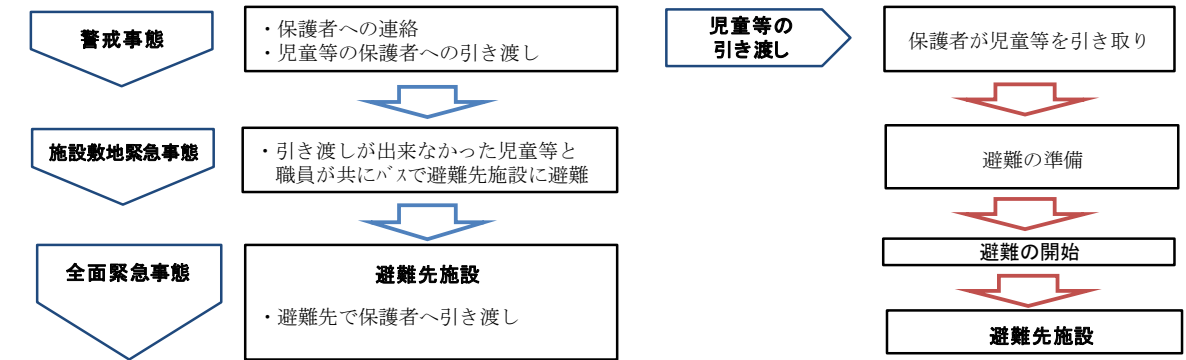 警戒事態
・保護者への連絡
・児童等の保護者への引き渡し
施設敷地緊急事態
・引き渡しが出来なかった児童等と
職員が共にバスで避難先施設に避難
全面緊急事態
避難先施設
・避難先で保護者へ引き渡し
児童等の
引き渡し
保護者が児童等を引き取り
避難の準備
避難の開始
避難先施設